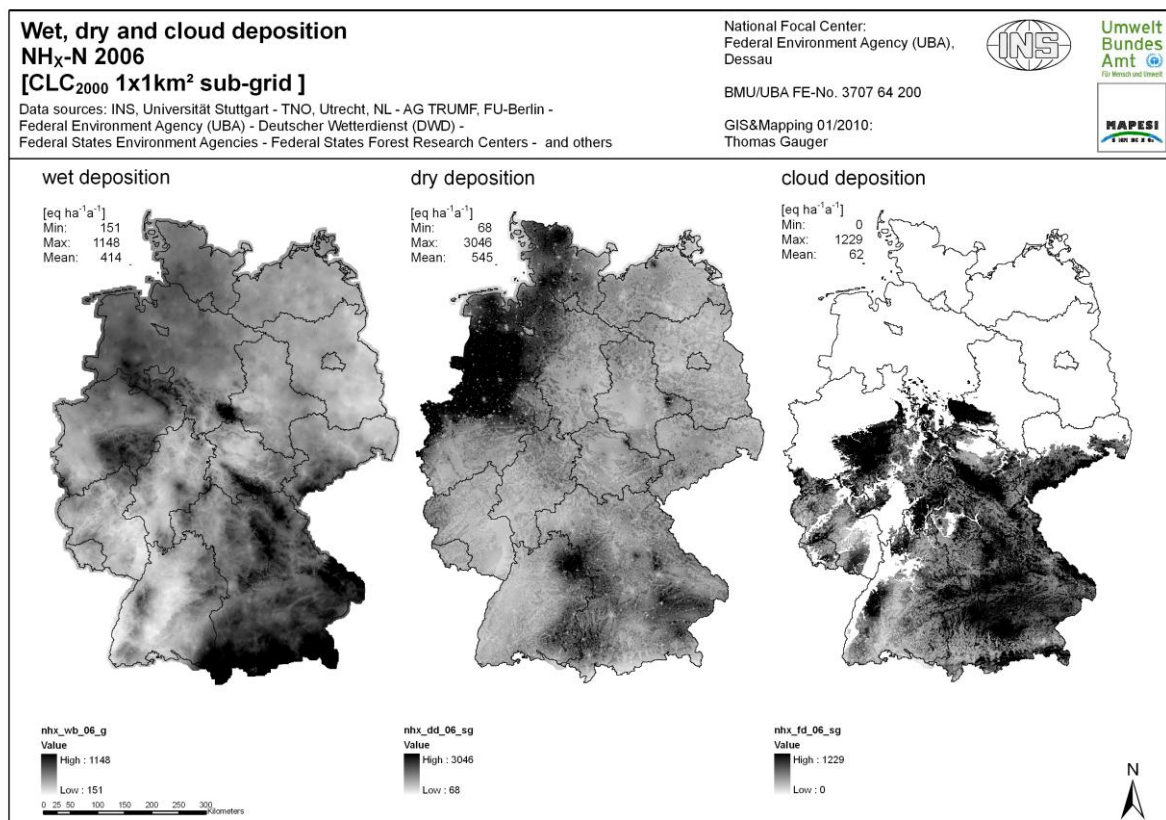 Wet, dry and cloud deposition
NHX-N 2006
[CLC2000 1x1km² sub-grid ]
Data sources: INS, Universität Stuttgart - TNO, Utrecht, NL - AG TRUMF, FU-Berlin -
Federal Environment Agency (UBA) - Deutscher Wetterdienst (DWD) -
Federal States Environment Agencies - Federal States Forest Research Centers - and others
National Focal Center:
Federal Environment Agency (UBA),
Dessau
BMU/UBA FE-No. 3707 64 200
GIS&Mapping 01/2010:
Thomas Gauger
INS
Umwelt
Bundes
Amt
Für Mensch und Umwelt
MAPESI
wet deposition
[eq ha-1a-1]
Min: 151
Max: 1148
Mean: 414
dry deposition
[eq ha-1a-1]
Min: 68
Max: 3046
Mean: 545
cloud deposition
[eq ha-1a-1]
Min: 0
Max: 1229
Mean: 62
nhx_wb_06_g
Value
High : 1148
Low : 151
0 25 50 100 150 200 250 300
Kilometers
nhx_dd_06_sg
Value
High : 3046
Low : 68
nhx_fd_06_sg
Value
High : 1229
Low : 0
N